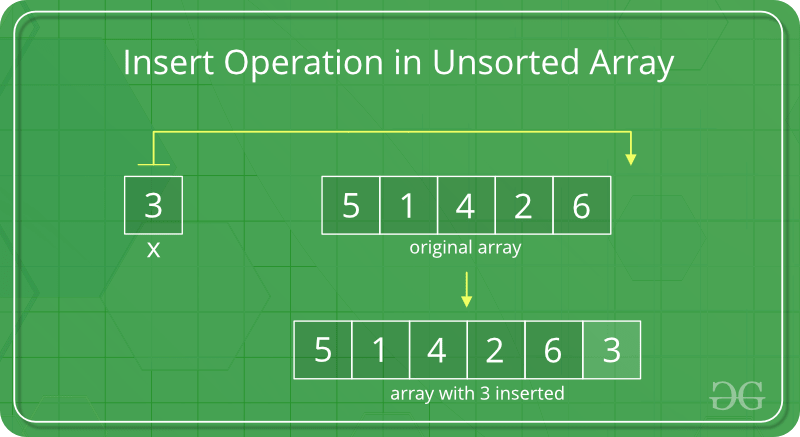 Insert Operation in Unsorted Array
3
x
5 1 4 2 6
original array
5 1 4 2 6 3
array with 3 inserted
GG